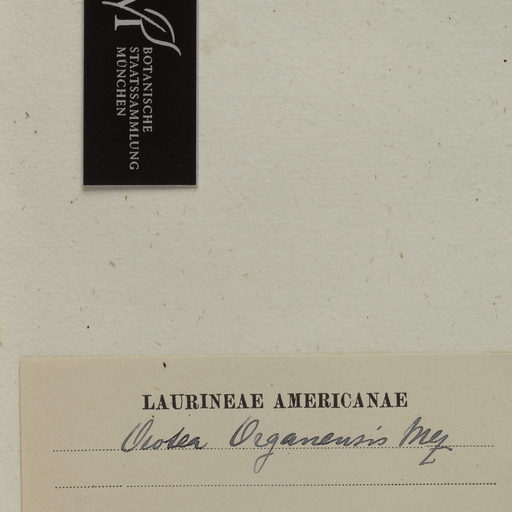 BOTANISCHE
STAATSSAMMLUNG
MÜNCHEN
LAURINEAE AMERICANAE
Ocotea Organensis Mez